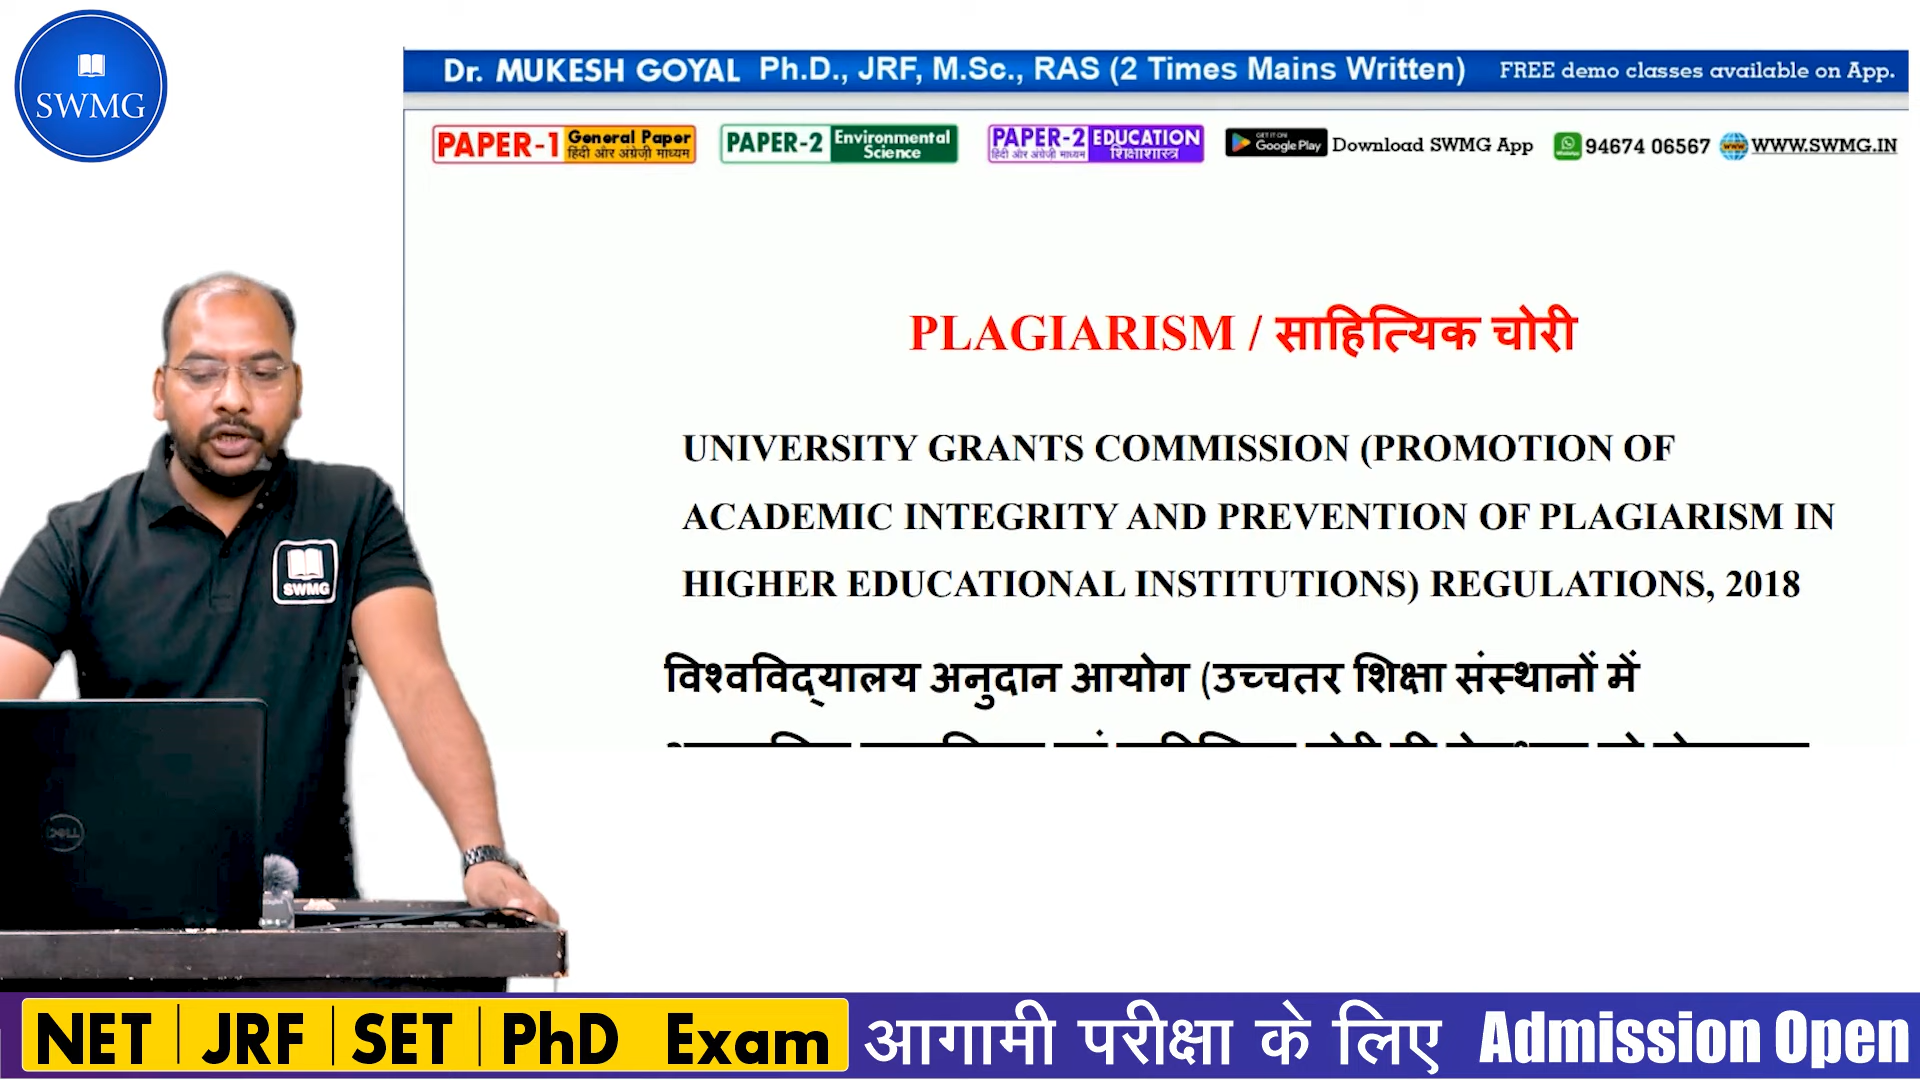 SWMG
Dr. MUKESH GOYAL Ph.D., JRF, M.Sc., RAS (2 Times Mains Written) FREE demo classes available on App.
PAPER-1 General Paper हिंदी और अंग्रेज़ी माध्यम
PAPER-2 Environmental Science
PAPER-2 हिंदी और अंग्रेज़ी माध्यम EDUCATION शिक्षाशास्त्र
GET IT ON Google Play Download SWMG App 94674 06567 WWW.SWMG.IN
PLAGIARISM / साहित्यिक चोरी
UNIVERSITY GRANTS COMMISSION (PROMOTION OF
ACADEMIC INTEGRITY AND PREVENTION OF PLAGIARISM IN
HIGHER EDUCATIONAL INSTITUTIONS) REGULATIONS, 2018
विश्वविद्यालय अनुदान आयोग (उच्चतर शिक्षा संस्थानों में
SWMG
DELL
NET JRF SET PhD Exam आगामी परीक्षा के लिए Admission Open